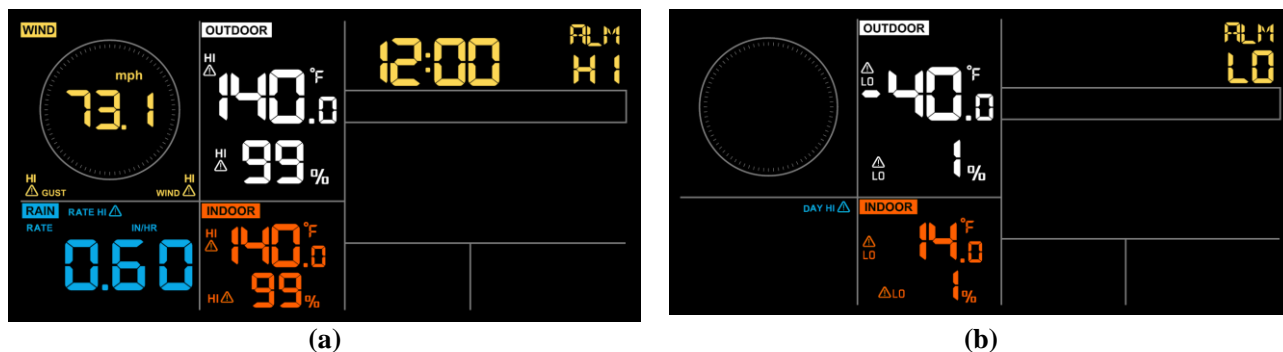 WIND
mph
73.1
HI
GUST
HI
WIND
RAIN RATE HI
RATE IN/HR
0.60
OUTDOOR
HI
140.0 °F
HI
99 %
INDOOR
HI
140.0 °F
HI 99 %
12:00
ALM
HI
(a)
OUTDOOR
LO
-40.0 °F
1 %
LO
DAY HI
INDOOR
14.0 °F
LO
LO 1 %
ALM
LO
(b)